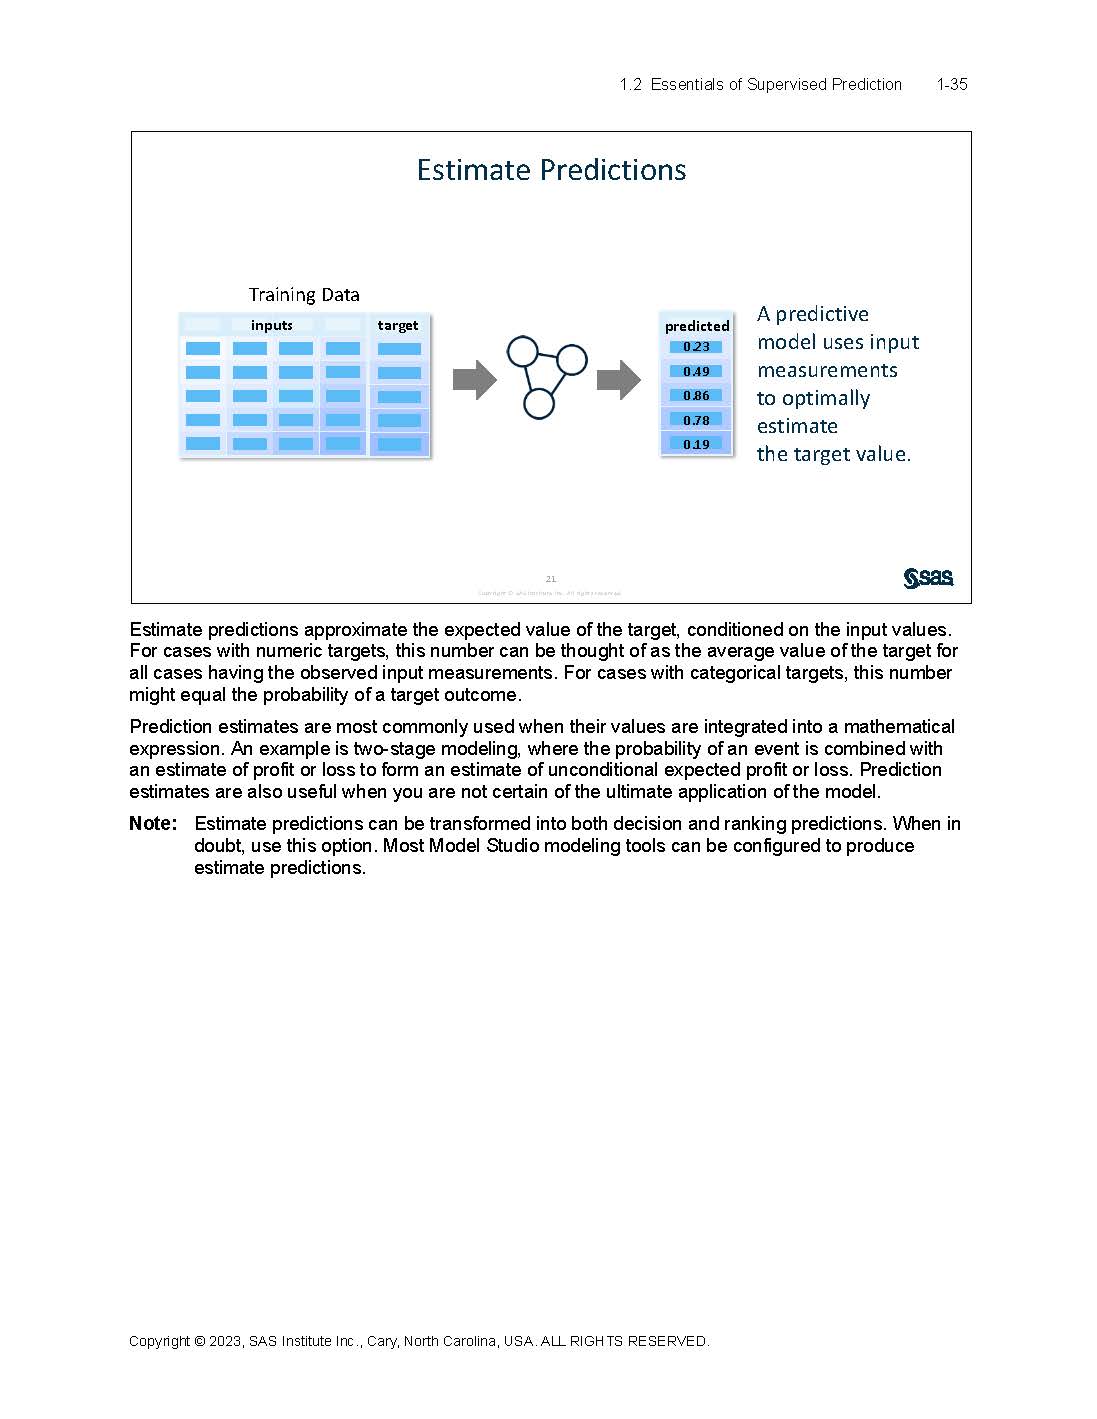 1.2 Essentials of Supervised Prediction 1-35
Estimate Predictions
Training Data
inputs target
predicted
0.23
0.49
0.86
0.78
0.19
A predictive
model uses input
measurements
to optimally
estimate
the target value.
21
Copyright © SAS Institute Inc. All rights reserved.
sas
Estimate predictions approximate the expected value of the target, conditioned on the input values.
For cases with numeric targets, this number can be thought of as the average value of the target for
all cases having the observed input measurements. For cases with categorical targets, this number
might equal the probability of a target outcome.
Prediction estimates are most commonly used when their values are integrated into a mathematical
expression. An example is two-stage modeling, where the probability of an event is combined with
an estimate of profit or loss to form an estimate of unconditional expected profit or loss. Prediction
estimates are also useful when you are not certain of the ultimate application of the model.
Note: Estimate predictions can be transformed into both decision and ranking predictions. When in
doubt, use this option. Most Model Studio modeling tools can be configured to produce
estimate predictions.
Copyright © 2023, SAS Institute Inc., Cary, North Carolina, USA. ALL RIGHTS RESERVED.